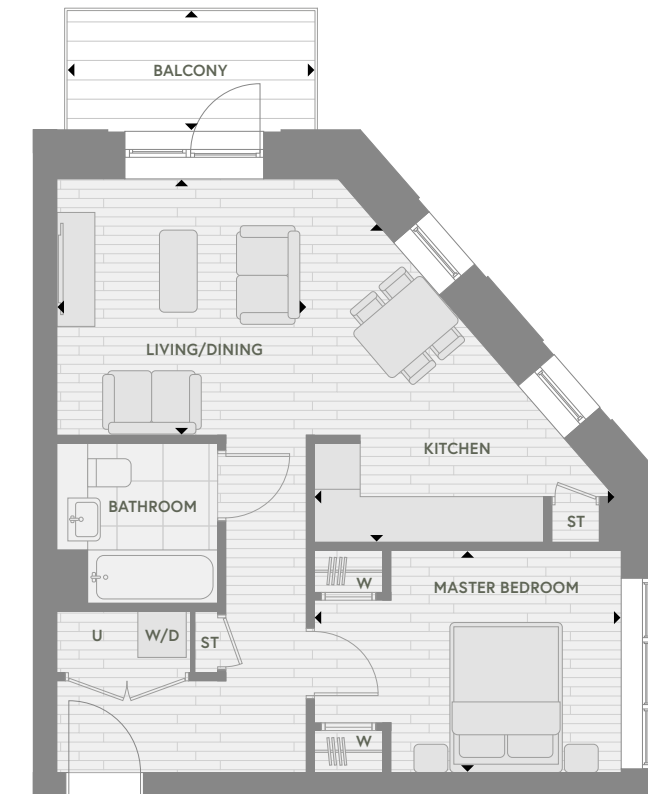 BALCONY
LIVING/DINING
KITCHEN
BATHROOM
ST
W
MASTER BEDROOM
U
W/D
ST
W